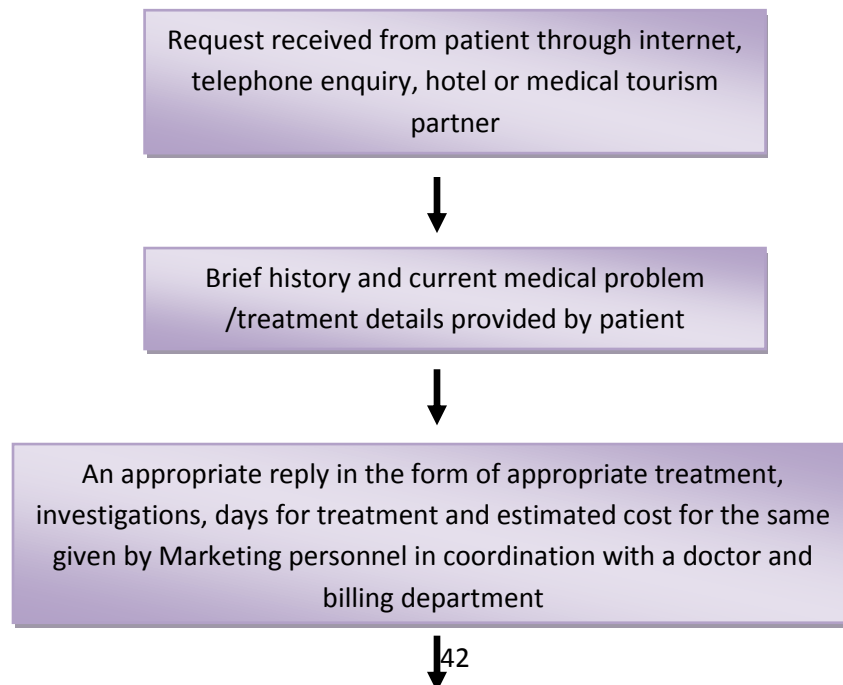 Request received from patient through internet,
telephone enquiry, hotel or medical tourism
partner
Brief history and current medical problem
/treatment details provided by patient
An appropriate reply in the form of appropriate treatment,
investigations, days for treatment and estimated cost for the same
given by Marketing personnel in coordination with a doctor and
billing department
42